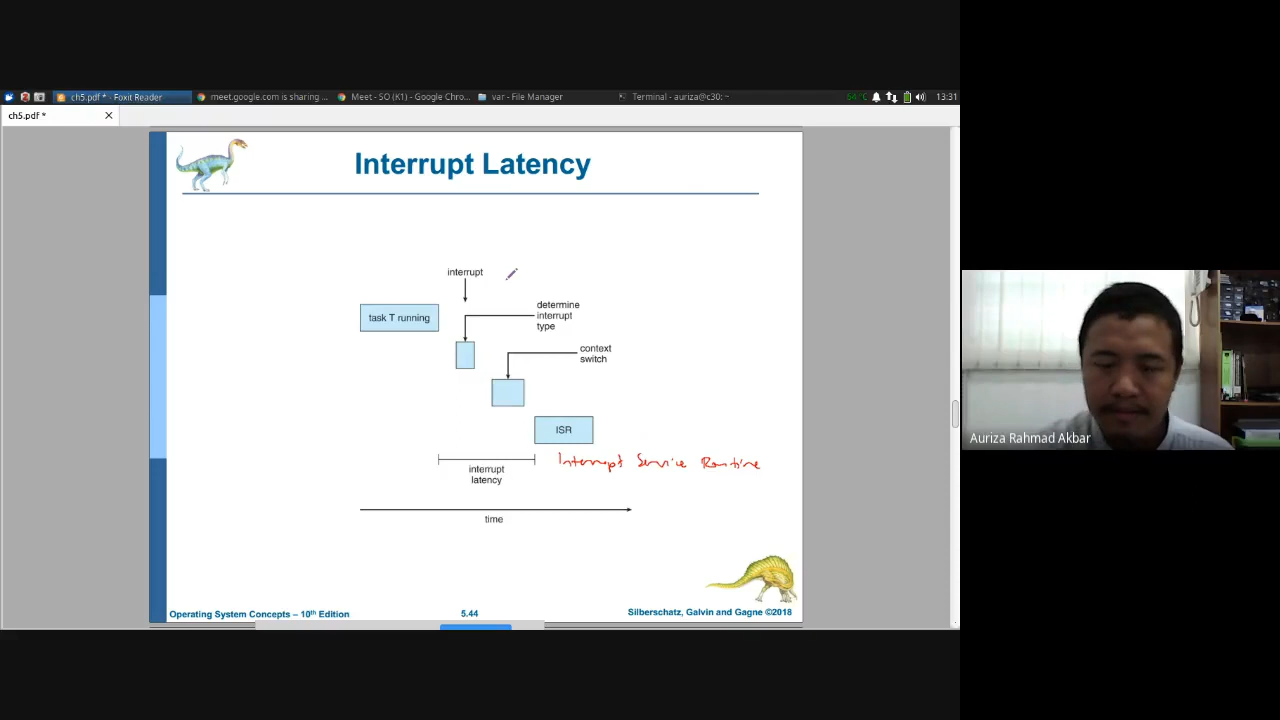 ch5.pdf * - Foxit Reader
meet.google.com is sharing ...
Meet - SO (K1) - Google Chro...
var - File Manager
Terminal - auriza@c30: ~
54 °C
13:31
ch5.pdf *
Interrupt Latency
interrupt
determine
interrupt
type
task T running
context
switch
ISR
Interrupt Service Routine
interrupt
latency
time
Operating System Concepts – 10th Edition
5.44
Silberschatz, Galvin and Gagne ©2018
Auriza Rahmad Akbar